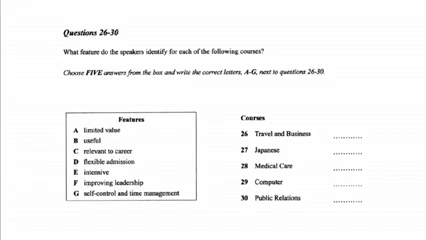 Questions 26-30
What feature do the speakers identify for each of the following courses?
Choose FIVE answers from the box and write the correct letters, A-G, next to questions 26-30.
Features
A limited value
B useful
C relevant to career
D flexible admission
E intensive
F improving leadership
G self-control and time management
Courses
26 Travel and Business ............
27 Japanese ............
28 Medical Care ............
29 Computer ............
30 Public Relations ............